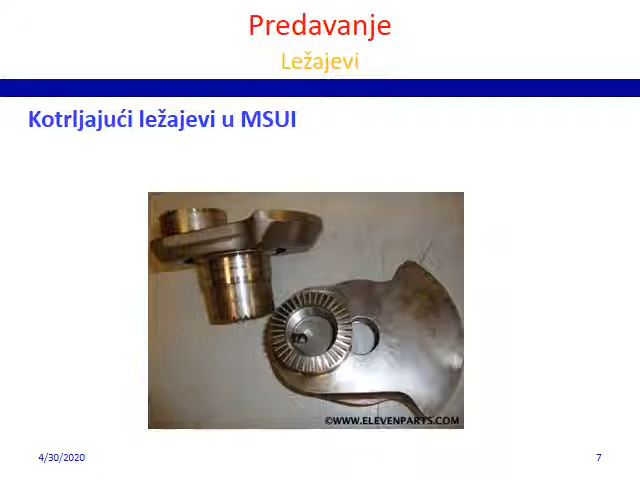 Predavanje
Ležajevi
Kotrljajući ležajevi u MSUI
©WWW.ELEVENPARTS.COM
4/30/2020
7